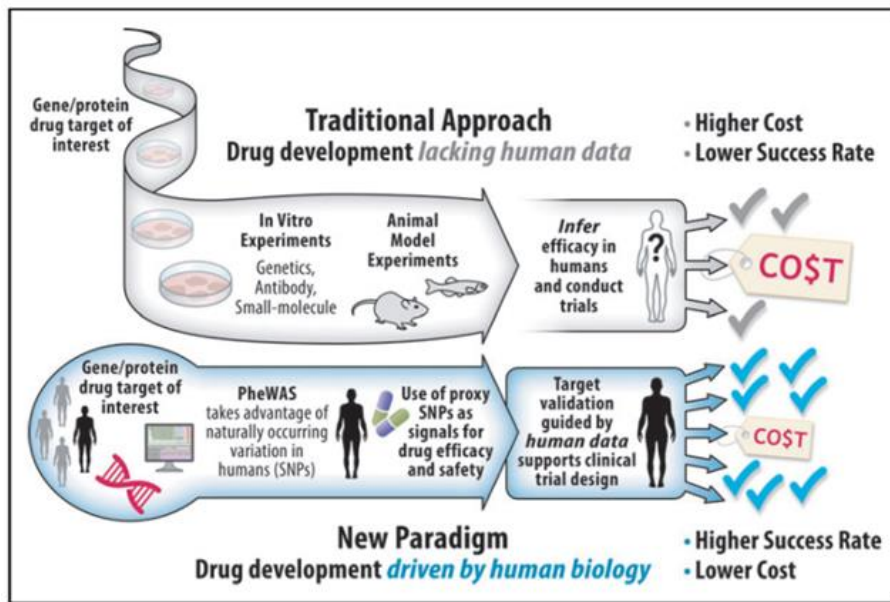 Gene/protein
drug target of
interest
Traditional Approach
Drug development lacking human data
• Higher Cost
• Lower Success Rate
In Vitro
Experiments
Genetics,
Antibody,
Small-molecule
Animal
Model
Experiments
Infer
efficacy in
humans
and conduct
trials
?
CO$T
Gene/protein
drug target of
interest
PheWAS
takes advantage of
naturally occurring
variation in
humans (SNPs)
Use of proxy
SNPs as
signals for
drug efficacy
and safety
Target
validation
guided by
human data
supports clinical
trial design
CO$T
New Paradigm
Drug development driven by human biology
• Higher Success Rate
• Lower Cost